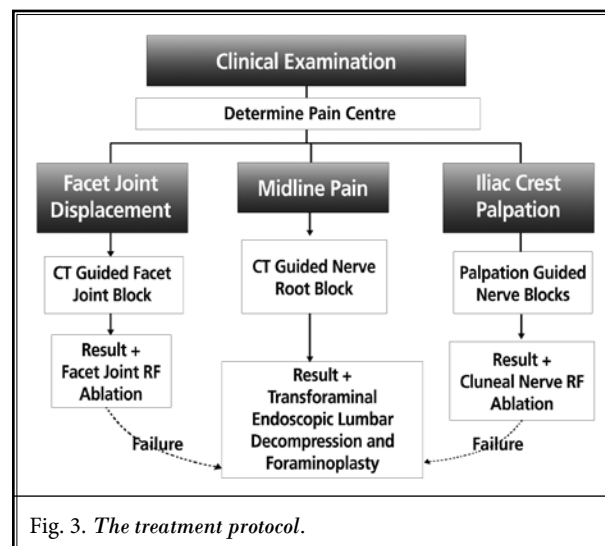 Clinical Examination
Determine Pain Centre
Facet Joint
Displacement
Midline Pain
Iliac Crest
Palpation
CT Guided Facet
Joint Block
CT Guided Nerve
Root Block
Palpation Guided
Nerve Blocks
Result +
Facet Joint RF
Ablation
Result +
Transforaminal
Endoscopic Lumbar
Decompression and
Foraminoplasty
Result +
Cluneal Nerve RF
Ablation
Failure
Failure
Fig. 3. The treatment protocol.